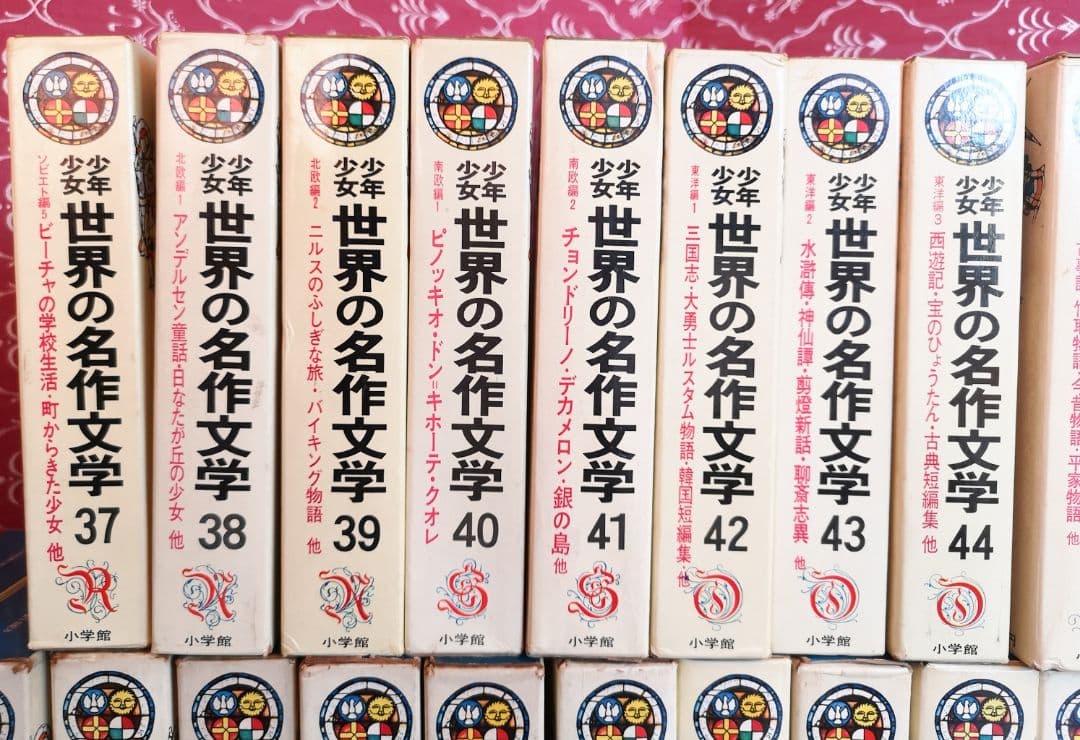 少年少女 世界の名作文学 37
ソビエト編5 ビーチャの学校生活・町からきた少女 他
R
小学館
少年少女 世界の名作文学 38
北欧編1 アンデルセン童話・日なたが丘の少女 他
N
小学館
少年少女 世界の名作文学 39
北欧編2 ニルスのふしぎな旅・バイキング物語 他
N
少年少女 世界の名作文学 40
南欧編1 ピノッキオ・ドン=キホーテ・クオレ
S
小学館
少年少女 世界の名作文学 41
南欧編2 チョンドリーノ・デカメロン・銀の島 他
S
小学館
少年少女 世界の名作文学 42
東洋編1 三国志・大勇士ルスタム物語・韓国短編集・他
O
少年少女 世界の名作文学 43
東洋編2 水滸傳・神仙譚・剪燈新話・聊斎志異 他
O
小学館
少年少女 世界の名作文学 44
東洋編3 西遊記・宝のひょうたん・古典短編集 他
O
小学館
竹取物語・今昔物語・平家物語 他